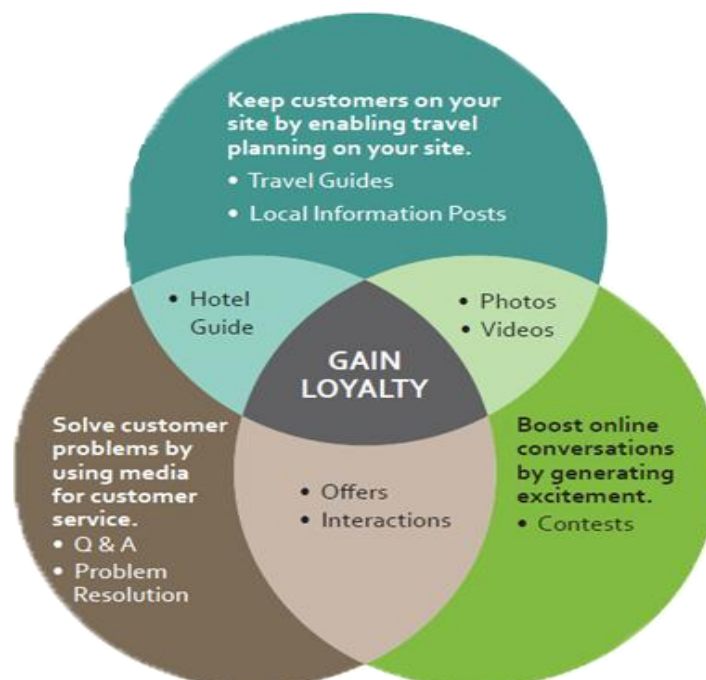 Keep customers on your
site by enabling travel
planning on your site.
• Travel Guides
• Local Information Posts
• Hotel
Guide
• Photos
• Videos
GAIN
LOYALTY
Solve customer
problems by
using media
for customer
service.
• Q & A
• Problem
Resolution
• Offers
• Interactions
Boost online
conversations
by generating
excitement.
• Contests